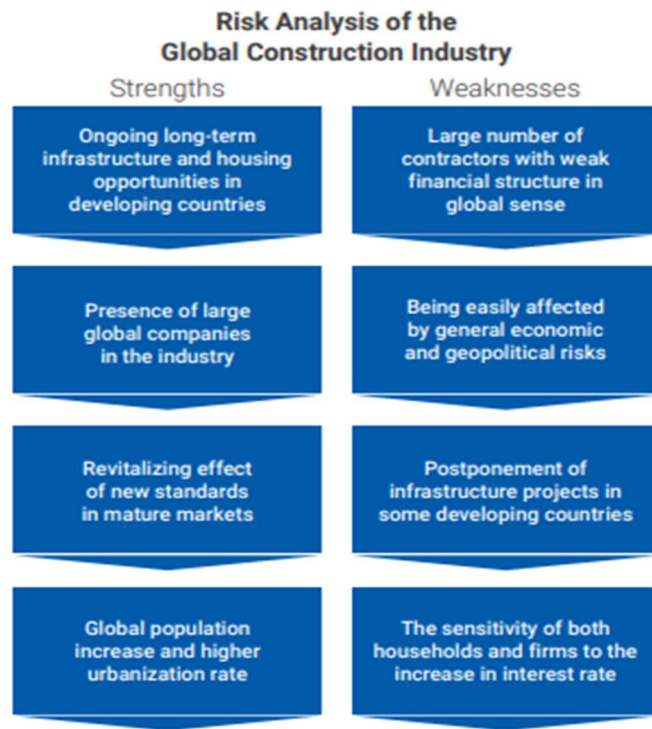 Risk Analysis of the
Global Construction Industry
Strengths
Ongoing long-term
infrastructure and housing
opportunities in
developing countries
Presence of large
global companies
in the industry
Revitalizing effect
of new standards
in mature markets
Global population
increase and higher
urbanization rate
Weaknesses
Large number of
contractors with weak
financial structure in
global sense
Being easily affected
by general economic
and geopolitical risks
Postponement of
infrastructure projects in
some developing countries
The sensitivity of both
households and firms to the
increase in interest rate